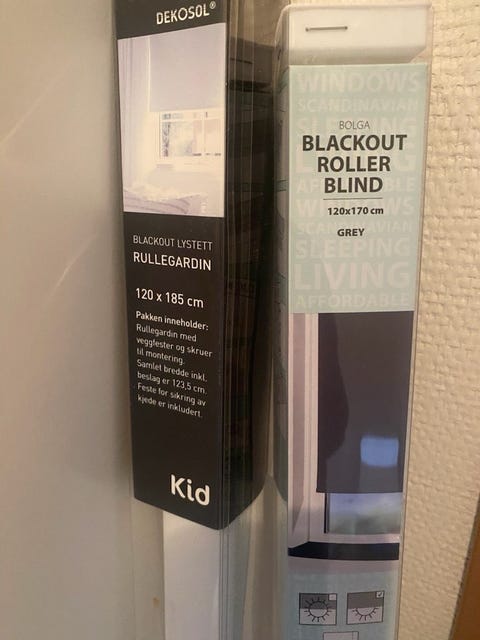 DEKOSOL®
BLACKOUT LYSTETT
RULLEGARDIN
120 x 185 cm
Pakken inneholder:
Rullegardin med
veggfester og skruer
til montering.
Samlet bredde inkl.
beslag er 123,5 cm.
Feste for sikring av
kjede er inkludert.
Kid
WINDOWS
SCANDINAVIAN
BOLGA
BLACKOUT
ROLLER
BLIND
120x170 cm
WINDOWS
GREY
SLEEPING
LIVING
AFFORDABLE